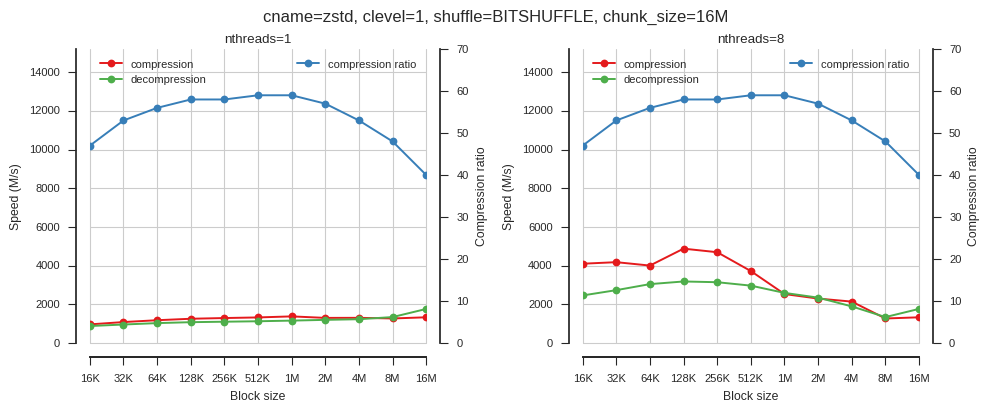 cname=zstd, clevel=1, shuffle=BITSHUFFLE, chunk_size=16M
nthreads=1
compression
decompression
compression ratio
14000
12000
10000
8000
6000
4000
2000
0
Speed (M/s)
70
60
50
40
30
20
10
0
Compression ratio
16K 32K 64K 128K 256K 512K 1M 2M 4M 8M 16M
Block size
nthreads=8
compression
decompression
compression ratio
14000
12000
10000
8000
6000
4000
2000
0
Speed (M/s)
70
60
50
40
30
20
10
0
Compression ratio
16K 32K 64K 128K 256K 512K 1M 2M 4M 8M 16M
Block size